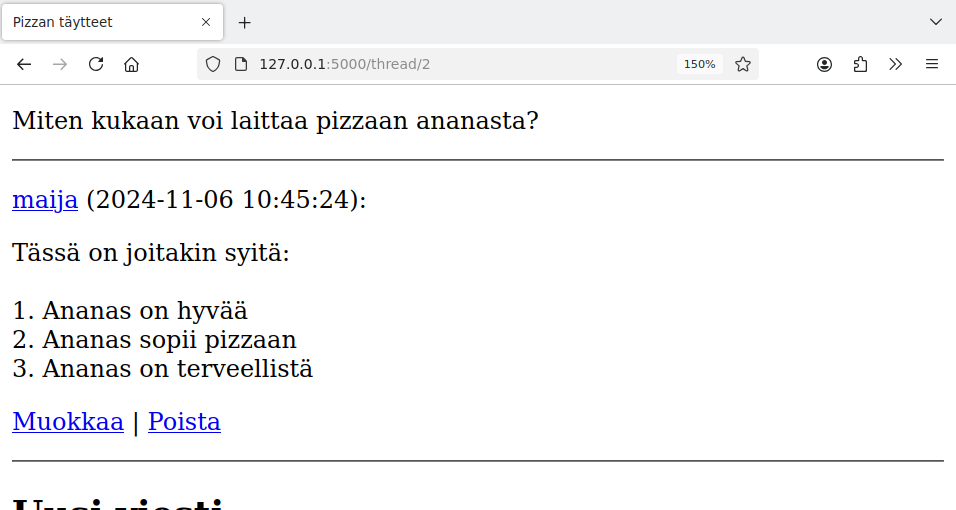 Pizzan täytteet
127.0.0.1:5000/thread/2
150%
Miten kukaan voi laittaa pizzaan ananasta?
maija (2024-11-06 10:45:24):
Tässä on joitakin syitä:
1. Ananas on hyvää
2. Ananas sopii pizzaan
3. Ananas on terveellistä
Muokkaa | Poista
Uusi viesti